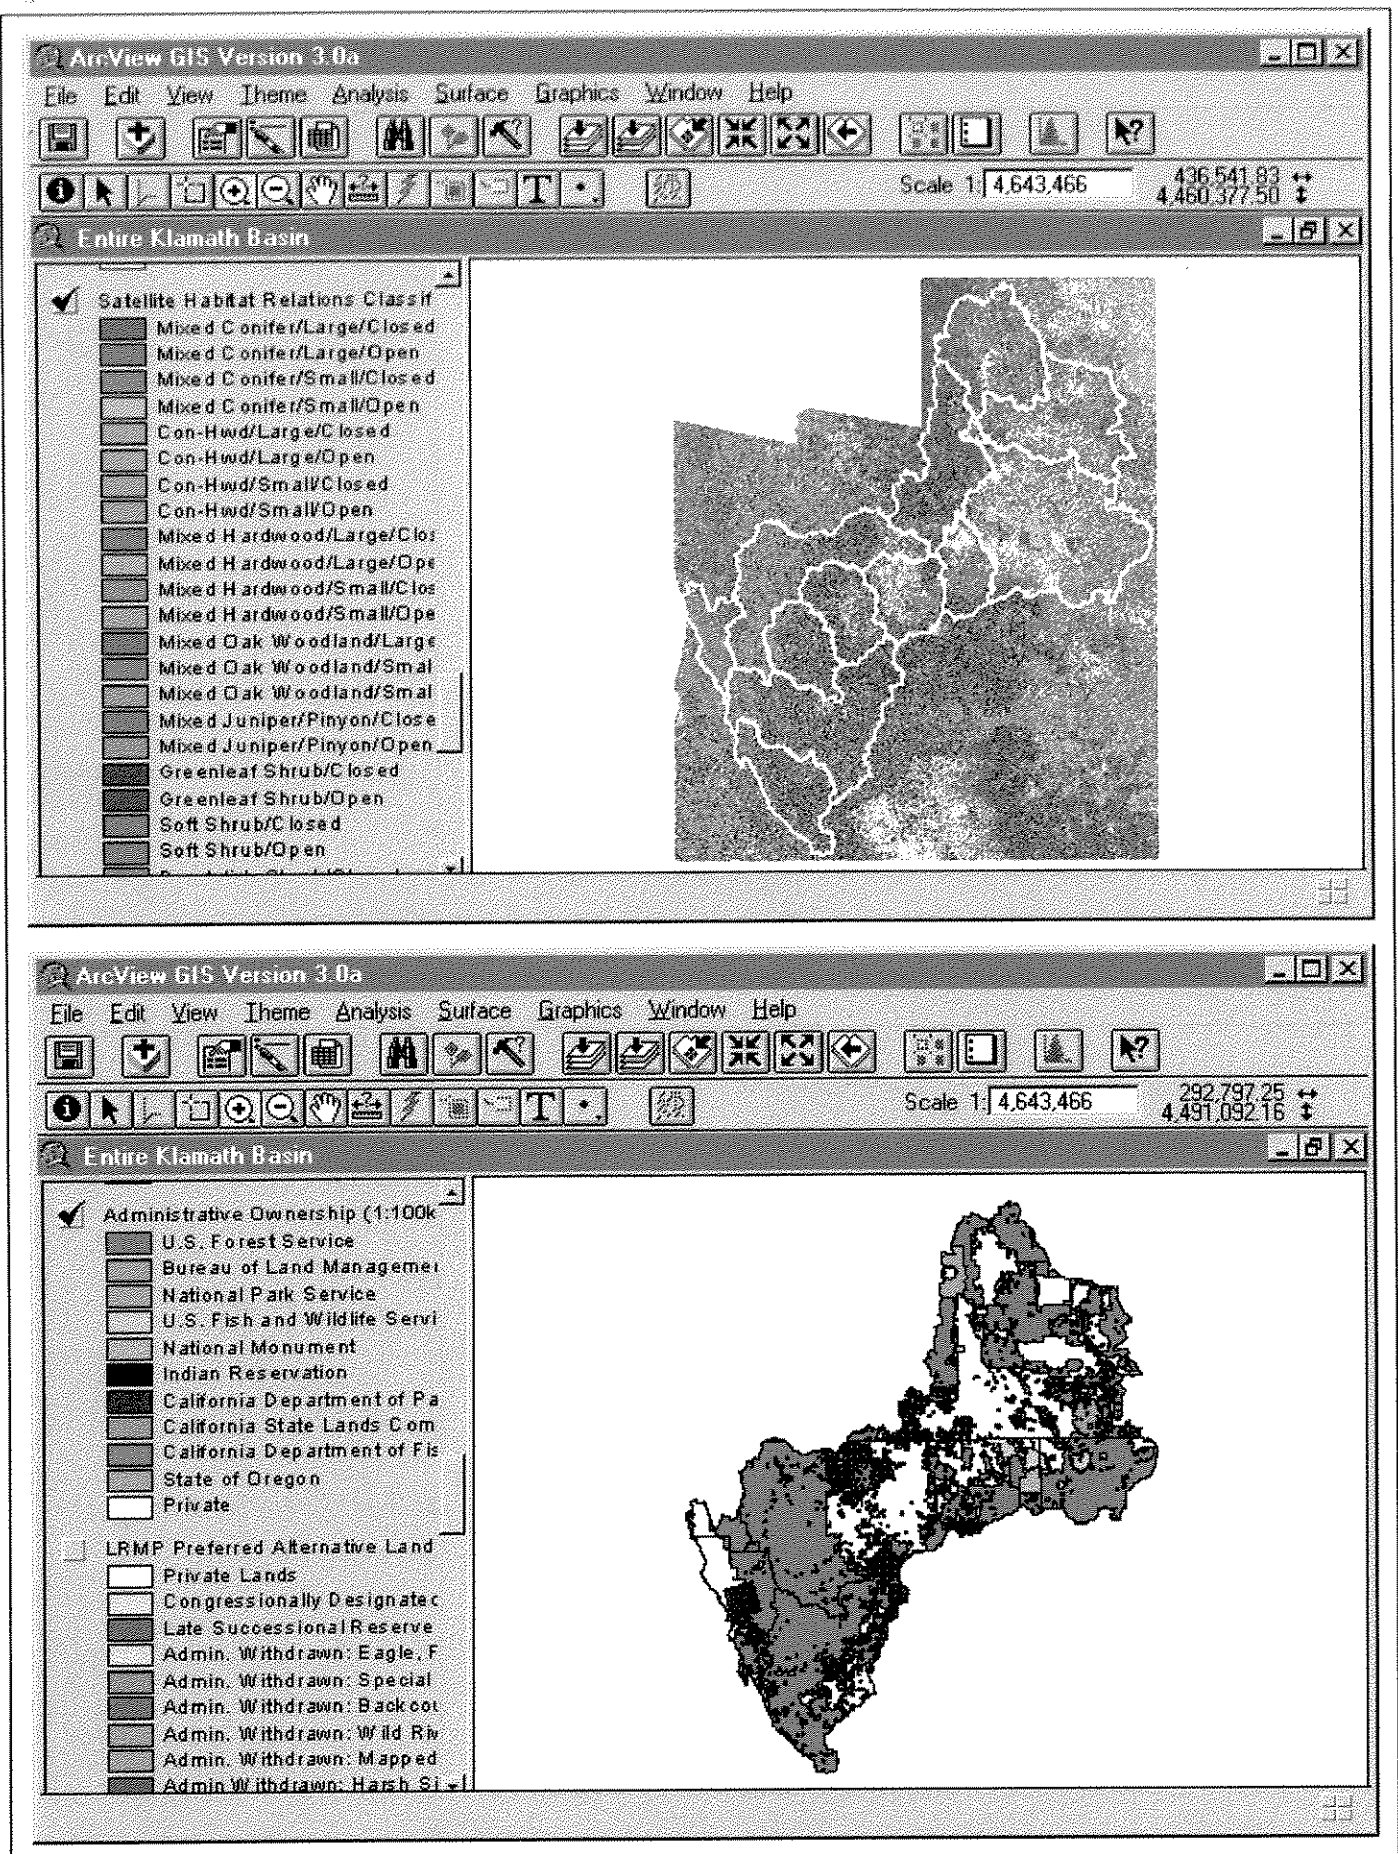 ArcView GIS Version 3.0a
File Edit View Theme Analysis Surface Graphics Window Help
Scale 1: 4,643,466 436,541.83
4,460,377.50
Entire Klamath Basin
Satellite Habitat Relations Classif
Mixed Conifer/Large/Closed
Mixed Conifer/Large/Open
Mixed Conifer/Small/Closed
Mixed Conifer/Small/Open
Con-Hwd/Large/Closed
Con-Hwd/Large/Open
Con-Hwd/Small/Closed
Con-Hwd/Small/Open
Mixed Hardwood/Large/Clos
Mixed Hardwood/Large/Ope
Mixed Hardwood/Small/Clos
Mixed Hardwood/Small/Ope
Mixed Oak Woodland/Large
Mixed Oak Woodland/Smal
Mixed Oak Woodland/Smal
Mixed Juniper/Pinyon/Close
Mixed Juniper/Pinyon/Open
Greenleaf Shrub/Closed
Greenleaf Shrub/Open
Soft Shrub/Closed
Soft Shrub/Open
ArcView GIS Version 3.0a
File Edit View Theme Analysis Surface Graphics Window Help
Scale 1: 4,643,466 292,797.25
4,491,092.16
Entire Klamath Basin
Administrative Ownership (1:100k
U.S. Forest Service
Bureau of Land Managemei
National Park Service
U.S. Fish and Wildlife Servi
National Monument
Indian Reservation
California Department of Pa
California State Lands Com
California Department of Fis
State of Oregon
Private
LRMP Preferred Alternative Land
Private Lands
Congressionally Designatec
Late Successional Reserve
Admin. Withdrawn: Eagle, F
Admin. Withdrawn: Special
Admin. Withdrawn: Backcou
Admin. Withdrawn: Wild Riv
Admin. Withdrawn: Mapped
Admin Withdrawn: Harsh Si